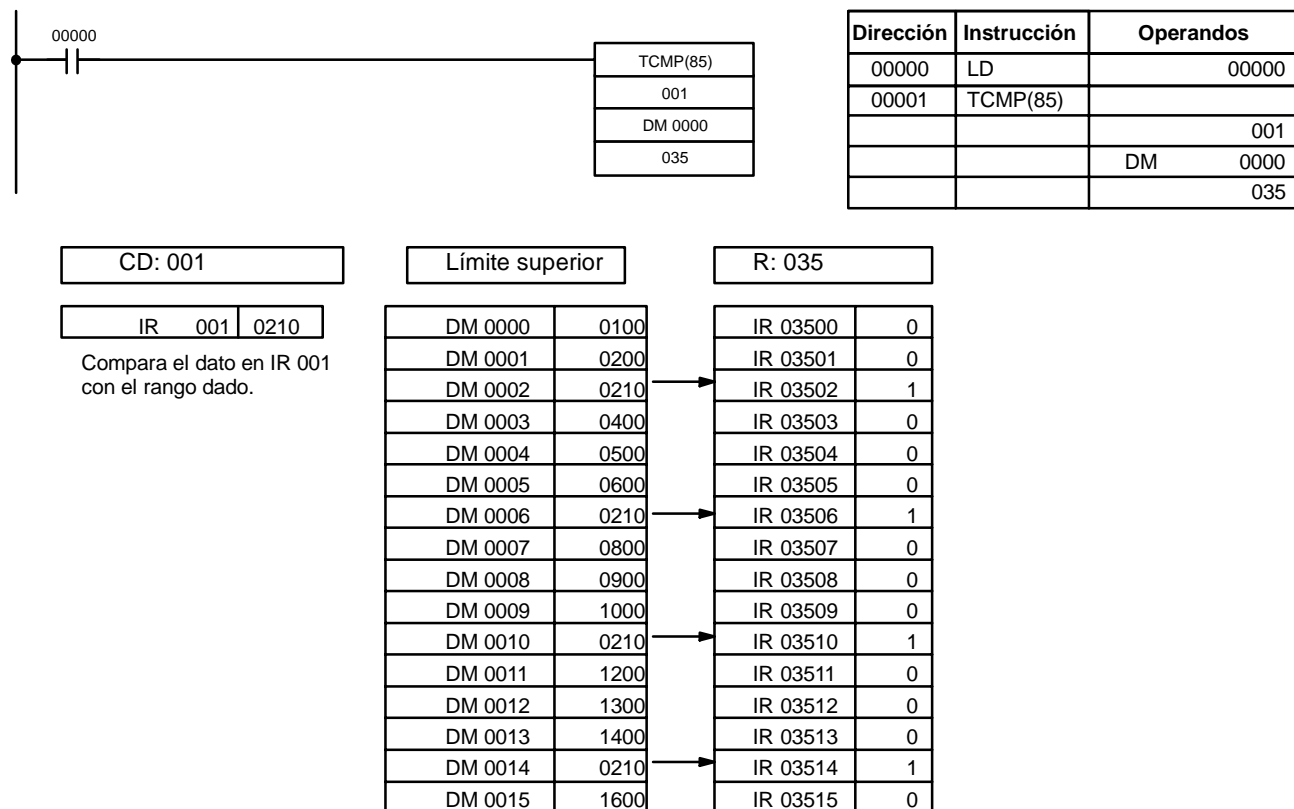 00000
TCMP(85)
001
DM 0000
035
Dirección Instrucción Operandos
00000 LD 00000
00001 TCMP(85)
001
DM 0000
035
CD: 001
Límite superior
R: 035
IR 001 0210
Compara el dato en IR 001
con el rango dado.
DM 0000 0100 IR 03500 0
DM 0001 0200 IR 03501 0
DM 0002 0210 IR 03502 1
DM 0003 0400 IR 03503 0
DM 0004 0500 IR 03504 0
DM 0005 0600 IR 03505 0
DM 0006 0210 IR 03506 1
DM 0007 0800 IR 03507 0
DM 0008 0900 IR 03508 0
DM 0009 1000 IR 03509 0
DM 0010 0210 IR 03510 1
DM 0011 1200 IR 03511 0
DM 0012 1300 IR 03512 0
DM 0013 1400 IR 03513 0
DM 0014 0210 IR 03514 1
DM 0015 1600 IR 03515 0